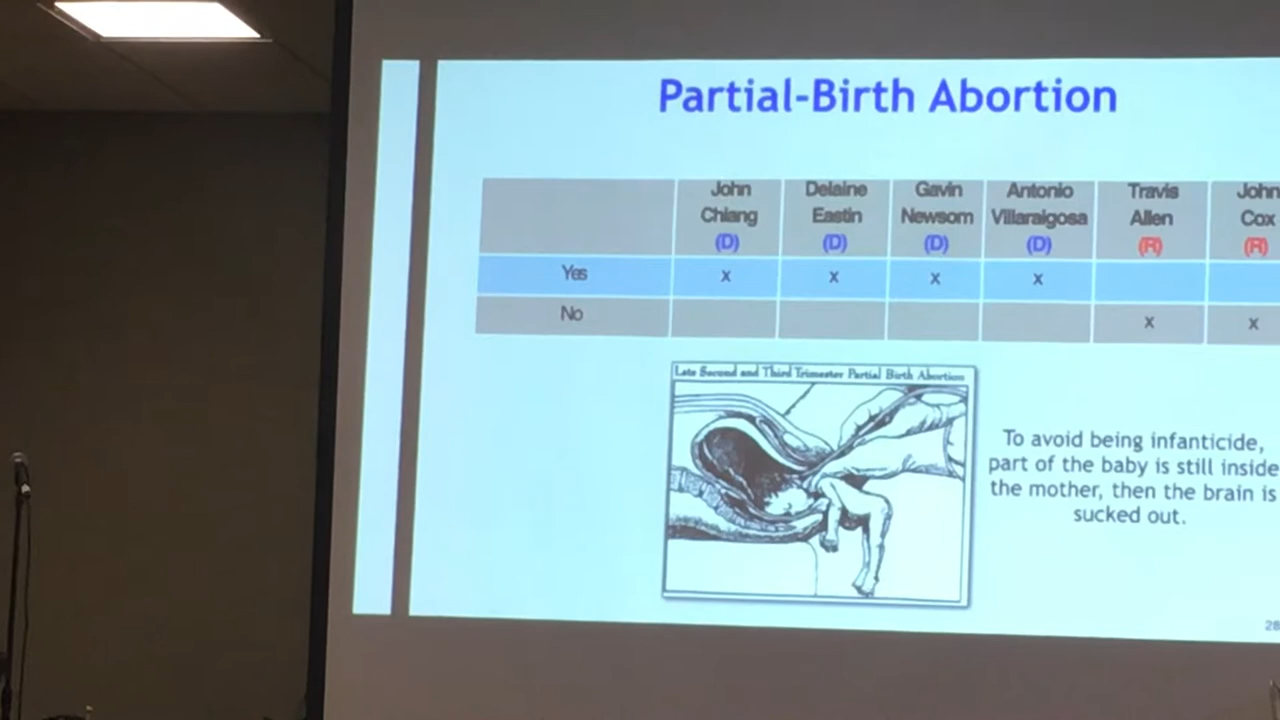 Partial-Birth Abortion
John Chiang (D)
Delaine Eastin (D)
Gavin Newsom (D)
Antonio Villaraigosa (D)
Travis Allen (R)
John Cox (R)
Yes x x x x
No x x
Late Second and Third Trimester Partial Birth Abortion
To avoid being infanticide,
part of the baby is still inside
the mother, then the brain is
sucked out.
28